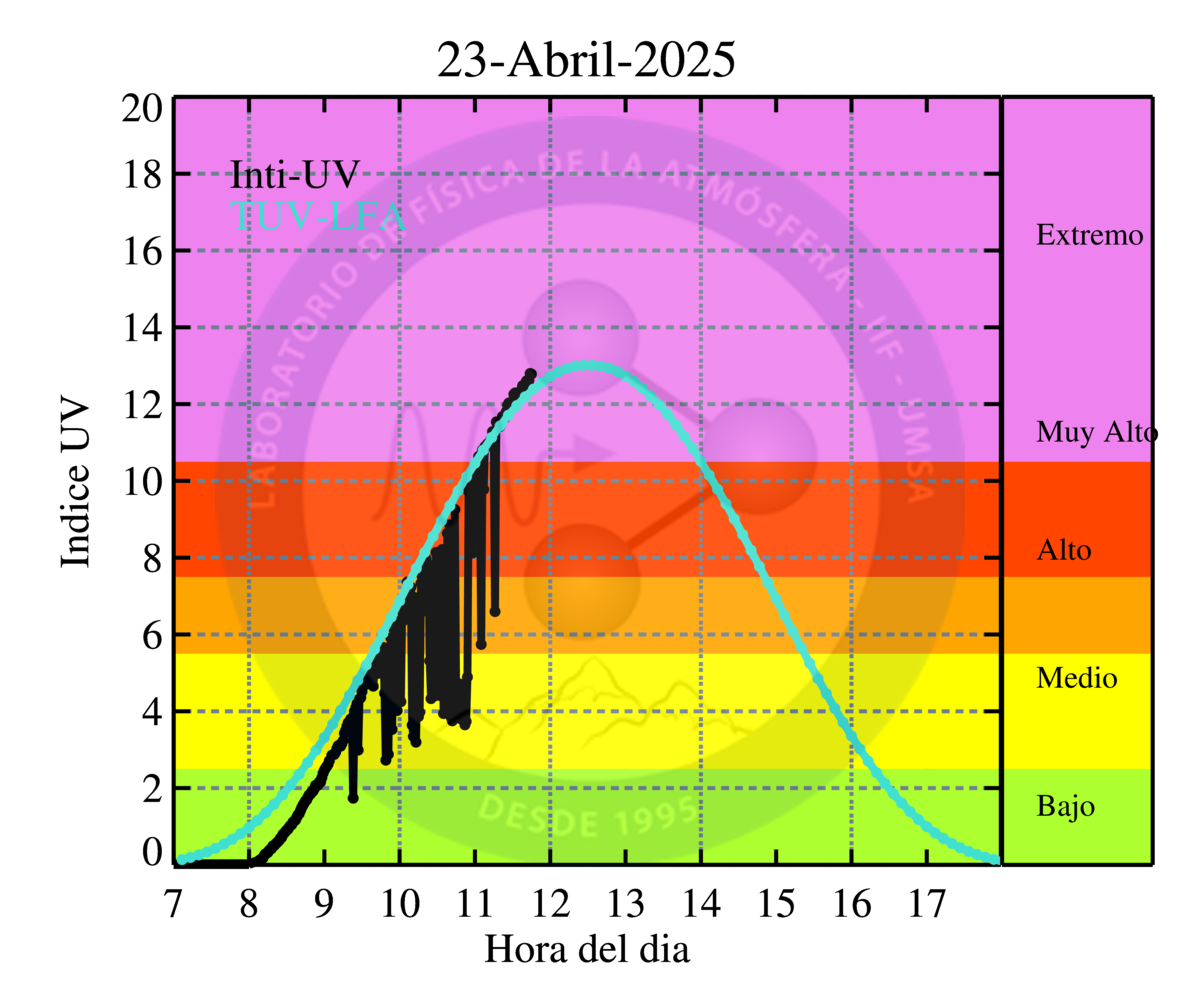 23-Abril-2025
20
18
16
14
12
10
8
6
4
2
0
Indice UV
Inti-UV
TUV-LFA
LABORATORIO DE FÍSICA DE LA ATMÓSFERA - IIF - UMSA
DESDE 1995
Extremo
Muy Alto
Alto
Medio
Bajo
7 8 9 10 11 12 13 14 15 16 17
Hora del dia